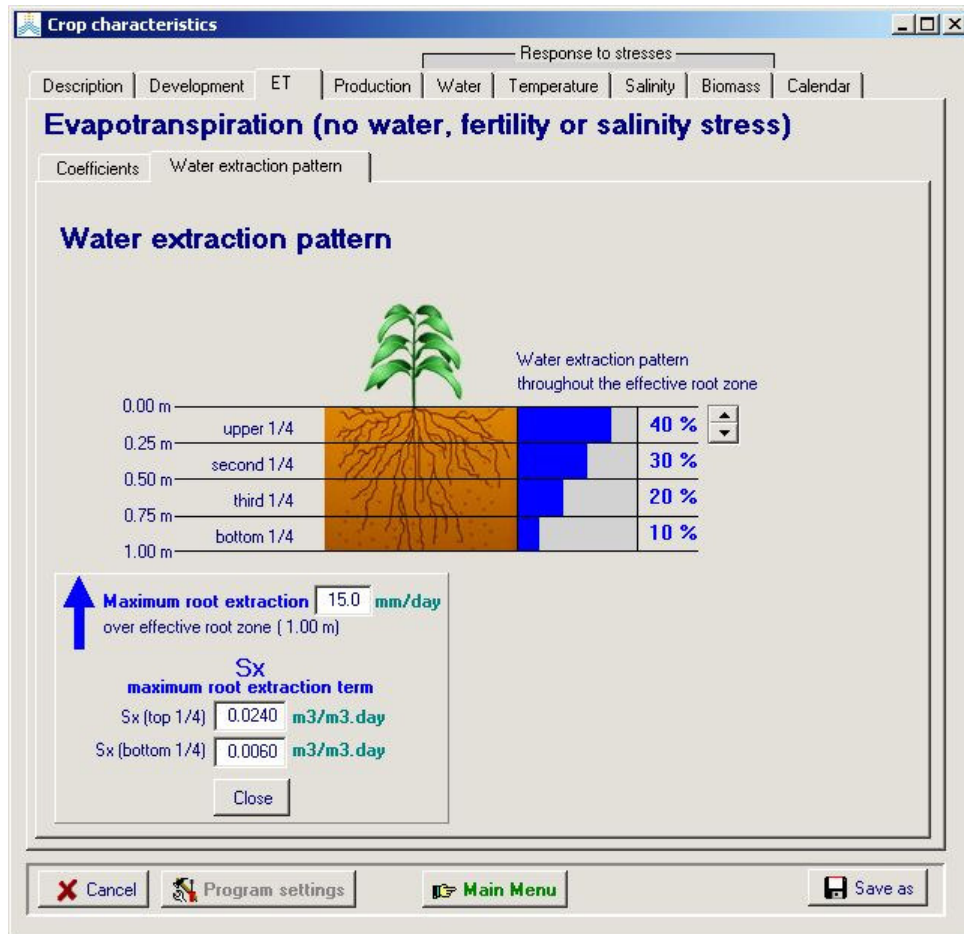 Crop characteristics
Response to stresses
Description Development ET Production Water Temperature Salinity Biomass Calendar
Evapotranspiration (no water, fertility or salinity stress)
Coefficients Water extraction pattern
Water extraction pattern
Water extraction pattern
throughout the effective root zone
0.00 m
upper 1/4 40 %
0.25 m
second 1/4 30 %
0.50 m
third 1/4 20 %
0.75 m
bottom 1/4 10 %
1.00 m
Maximum root extraction 15.0 mm/day
over effective root zone ( 1.00 m)
Sx
maximum root extraction term
Sx (top 1/4) 0.0240 m3/m3.day
Sx (bottom 1/4) 0.0060 m3/m3.day
Close
Cancel Program settings Main Menu Save as